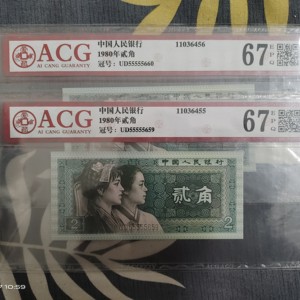 ACG
AI CANG GUARANTY
中国人民银行
1980年贰角
冠号: UD55555660
11036456
67 EPQ
ACG
AI CANG GUARANTY
中国人民银行
1980年贰角
冠号: UD55555659
11036455
67 EPQ
中国人民银行
贰角
2
2
10:59